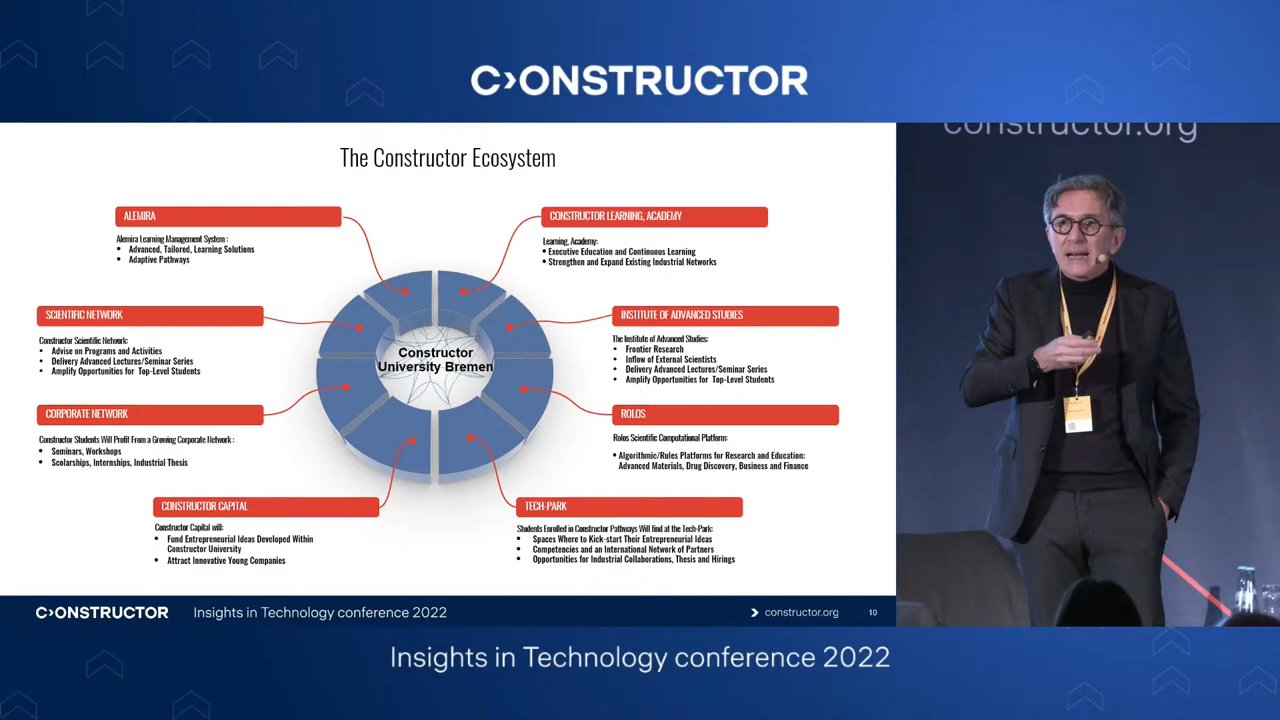 C›ONSTRUCTOR
constructor.org
The Constructor Ecosystem
ALEMIRA
Alemira Learning Management System :
• Advanced, Tailored, Learning Solutions
• Adaptive Pathways
CONSTRUCTOR LEARNING, ACADEMY
Learning, Academy:
• Executive Education and Continuous Learning
• Strengthen and Expand Existing Industrial Networks
SCIENTIFIC NETWORK
Constructor Scientific Network:
• Advise on Programs and Activities
• Delivery Advanced Lectures/Seminar Series
• Amplify Opportunities for Top-Level Students
INSTITUTE OF ADVANCED STUDIES
The Institute of Advanced Studies:
• Frontier Research
• Inflow of External Scientists
• Delivery Advanced Lectures/Seminar Series
• Amplify Opportunities for Top-Level Students
Constructor
University Bremen
CORPORATE NETWORK
Constructor Students Will Profit From a Growing Corporate Network :
• Seminars, Workshops
• Scolarships, Internships, Industrial Thesis
ROLOS
Rolos Scientific Computational Platform:
• Algorithmic/Rules Platforms for Research and Education:
Advanced Materials, Drug Discovery, Business and Finance
CONSTRUCTOR CAPITAL
Constructor Capital will:
• Fund Entrepreneurial Ideas Developed Within
Constructor University
• Attract Innovative Young Companies
TECH-PARK
Students Enrolled in Constructor Pathways Will find at the Tech-Park:
• Spaces Where to Kick-start Their Entrepreneurial Ideas
• Competencies and an International Network of Partners
• Opportunities for Industrial Collaborations, Thesis and Hirings
C›ONSTRUCTOR
Insights in Technology conference 2022
constructor.org
10
Insights in Technology conference 2022